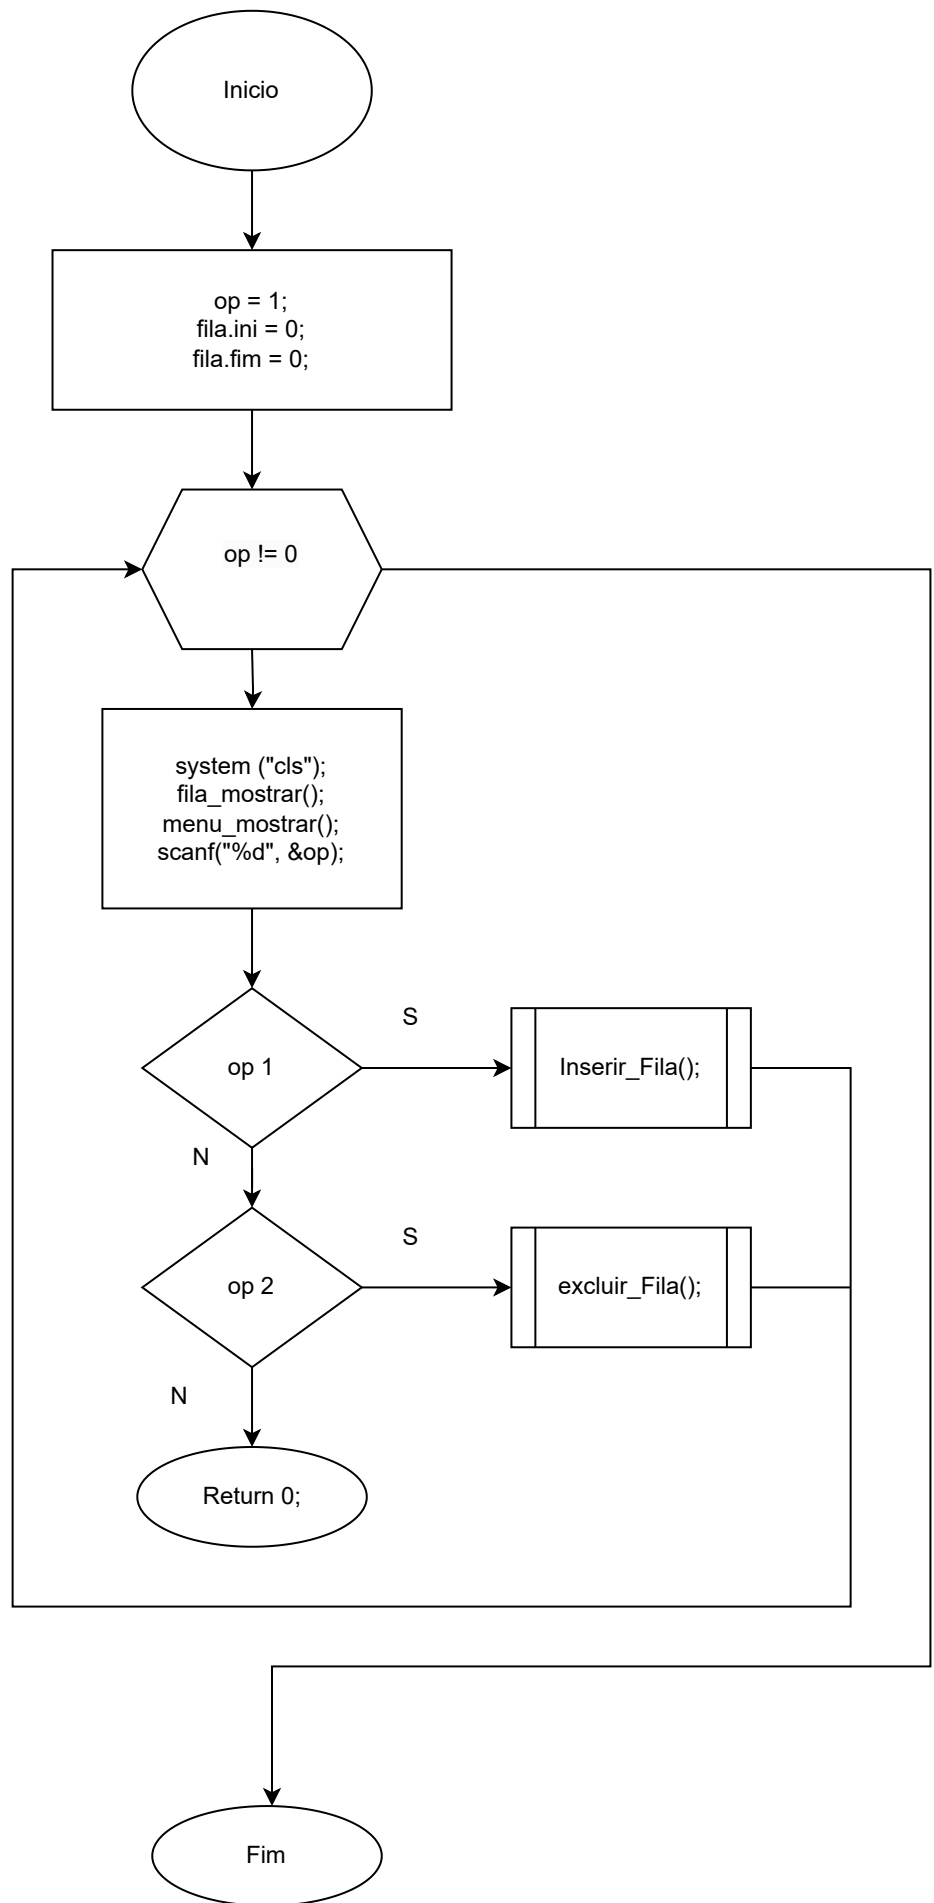 Inicio
op = 1;
fila.ini = 0;
fila.fim = 0;
op != 0
system ("cls");
fila_mostrar();
menu_mostrar();
scanf("%d", &op);
op 1
S
Inserir_Fila();
N
op 2
S
excluir_Fila();
N
Return 0;
Fim